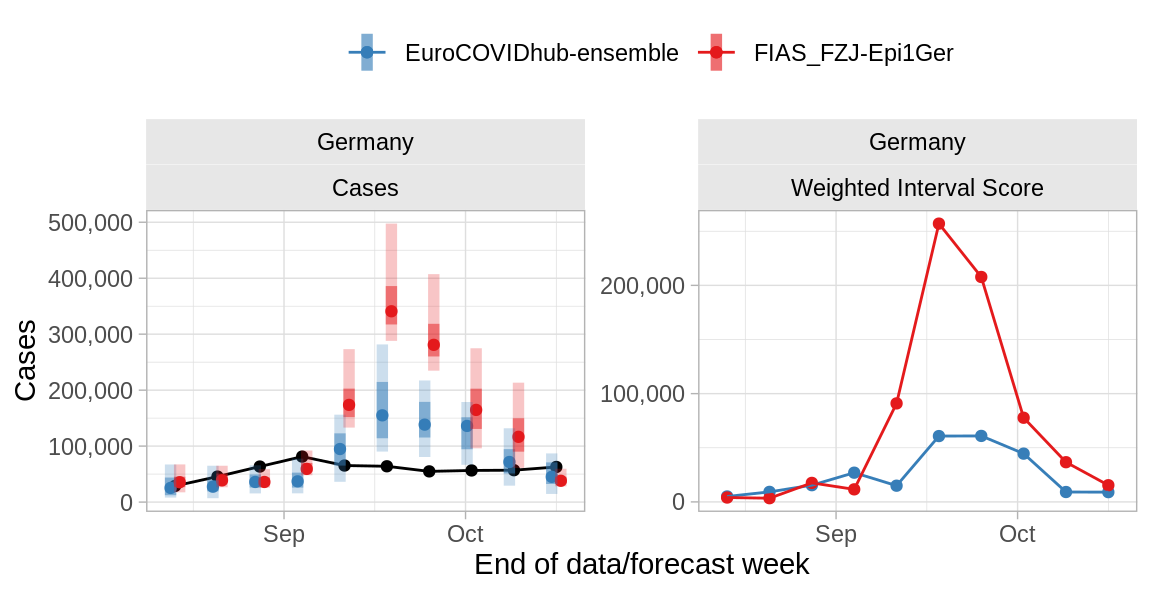 EuroCOVIDhub-ensemble FIAS_FZJ-Epi1Ger
Germany Germany
Cases Weighted Interval Score
500,000
400,000
300,000
200,000
100,000
0
Cases
200,000
100,000
0
Sep Oct Sep Oct
End of data/forecast week